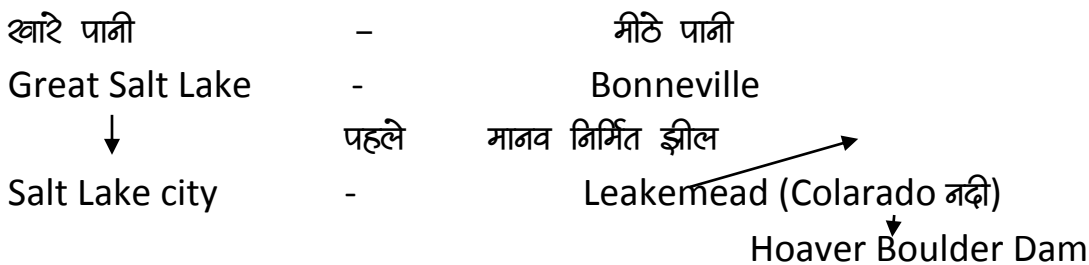 खारे पानी – मीठे पानी
Great Salt Lake - Bonneville
पहले मानव निर्मित झील
Salt Lake city - Leakemead (Colarado नदी)
Hoaver Boulder Dam